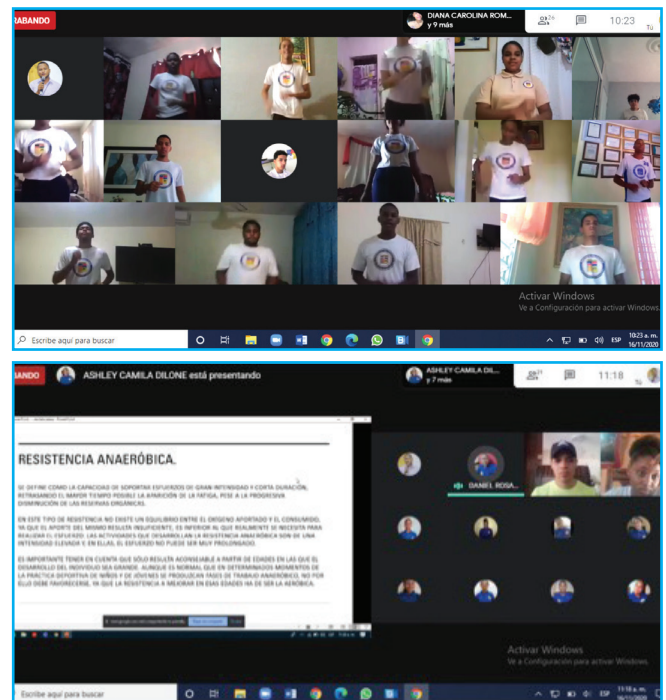 RABANDO
DIANA CAROLINA ROM...
y 9 más
26
10:23
Tú
Activar Windows
Ve a Configuración para activar Windows.
Escribe aquí para buscar
ESP
10:23 a. m.
16/11/2020
BANDO
ASHLEY CAMILA DILONE está presentando
ASHLEY CAMILA DIL...
y 7 más
21
11:18
Tú
RESISTENCIA ANAERÓBICA.
SE DEFINE COMO LA CAPACIDAD DE SOPORTAR ESFUERZOS DE GRAN INTENSIDAD Y CORTA DURACIÓN,
RETRASANDO EL MAYOR TIEMPO POSIBLE LA APARICIÓN DE LA FATIGA, PESE A LA PROGRESIVA
DISMINUCIÓN DE LAS RESERVAS ORGÁNICAS.
EN ESTE TIPO DE RESISTENCIA NO EXISTE UN EQUILIBRIO ENTRE EL OXÍGENO APORTADO Y EL CONSUMIDO,
YA QUE EL APORTE DEL MISMO RESULTA INSUFICIENTE, ES INFERIOR AL QUE REALMENTE SE NECESITA PARA
REALIZAR EL ESFUERZO. LAS ACTIVIDADES QUE DESARROLLAN LA RESISTENCIA ANAERÓBICA SON DE UNA
INTENSIDAD ELEVADA Y, EN ELLAS, EL ESFUERZO NO PUEDE SER MUY PROLONGADO.
ES IMPORTANTE TENER EN CUENTA QUE SÓLO RESULTA ACONSEJABLE A PARTIR DE EDADES EN LAS QUE EL
DESARROLLO DEL INDIVIDUO SEA GRANDE. AUNQUE ES NORMAL QUE EN DETERMINADOS MOMENTOS DE
LA PRÁCTICA DEPORTIVA DE NIÑOS Y DE JÓVENES SE PRODUZCAN FASES DE TRABAJO ANAERÓBICO, NO POR
ELLO DEBE FAVORECERSE, YA QUE LA RESISTENCIA A MEJORAR EN ESAS EDADES HA DE SER LA AERÓBICA.
DANIEL ROSA...
Activar Windows
Ve a Configuración para activar Windows.
Escribe aquí para buscar
ESP
11:18 a. m.
16/11/2020